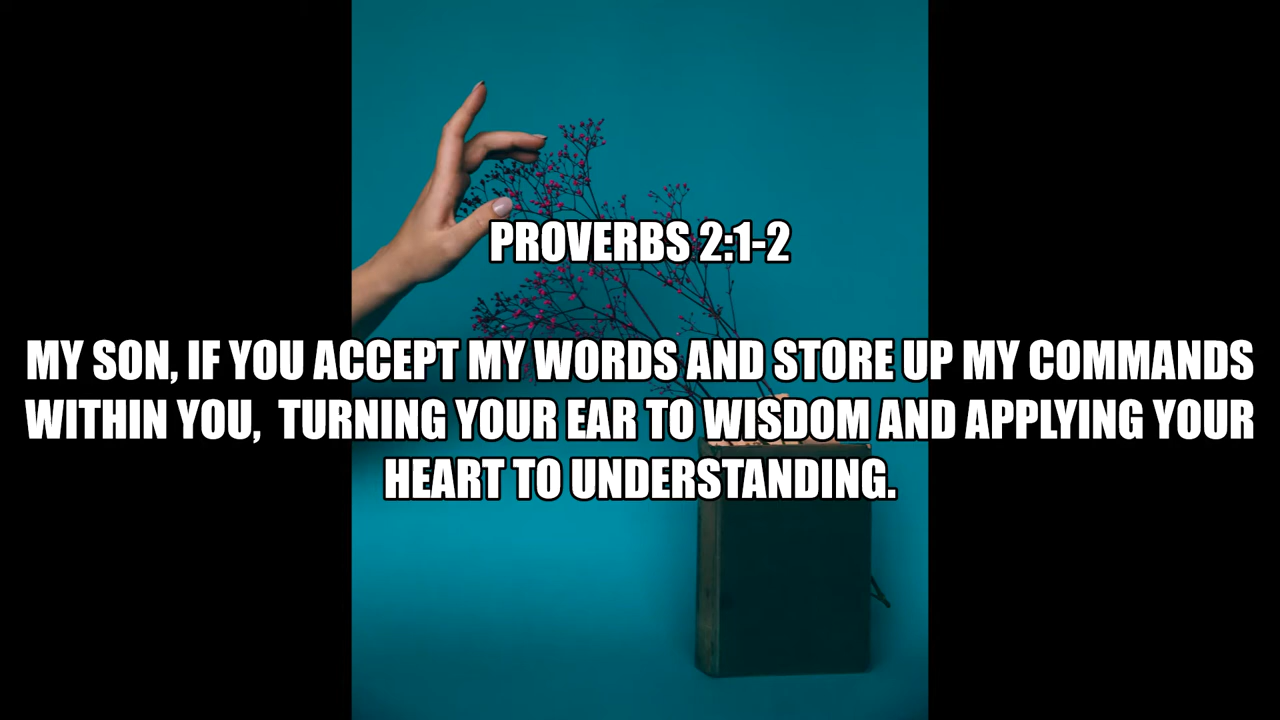 PROVERBS 2:1-2
MY SON, IF YOU ACCEPT MY WORDS AND STORE UP MY COMMANDS
WITHIN YOU,  TURNING YOUR EAR TO WISDOM AND APPLYING YOUR
HEART TO UNDERSTANDING.